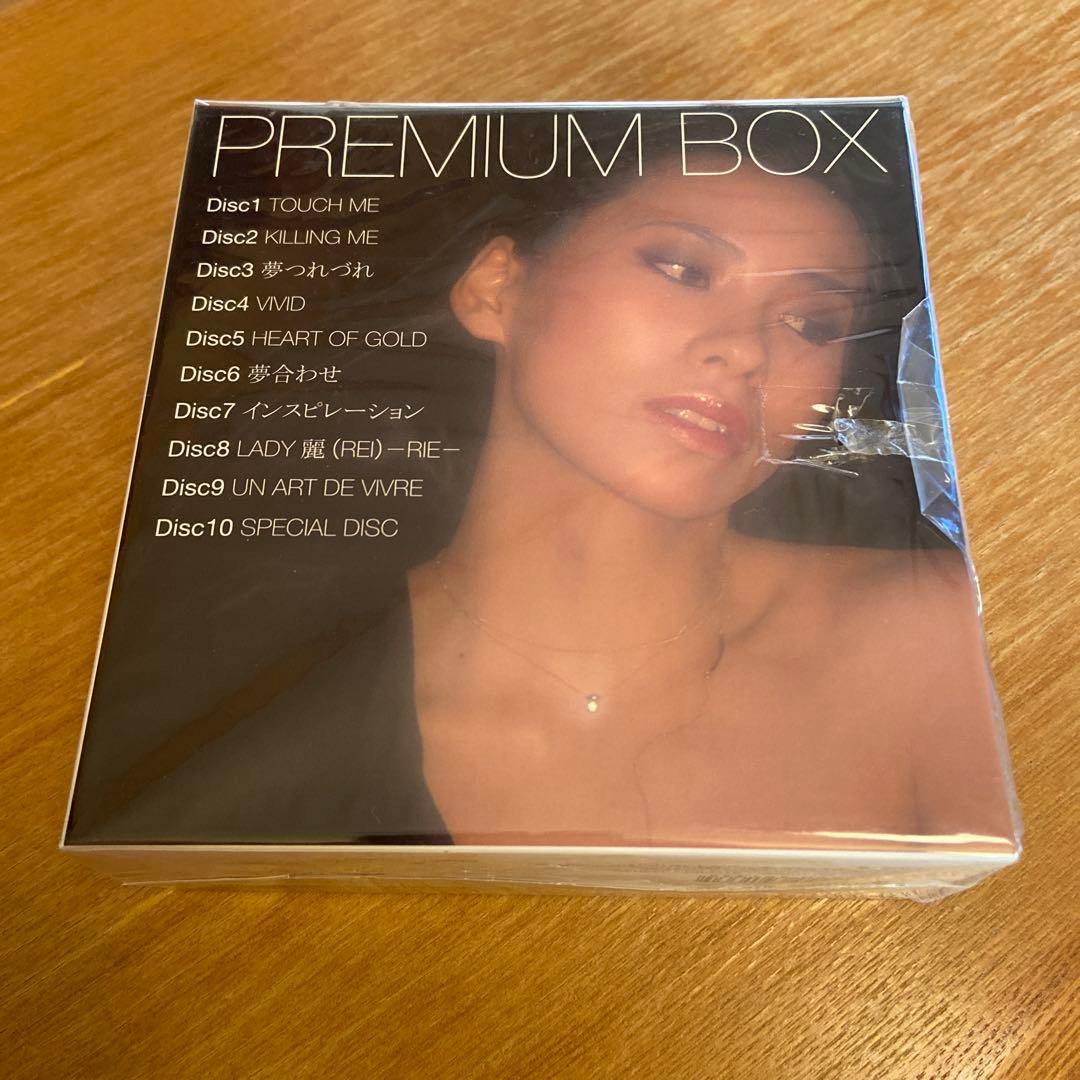 PREMIUM BOX
Disc1 TOUCH ME
Disc2 KILLING ME
Disc3 夢つれづれ
Disc4 VIVID
Disc5 HEART OF GOLD
Disc6 夢合わせ
Disc7 インスピレーション
Disc8 LADY 麗 (REI) －RIE－
Disc9 UN ART DE VIVRE
Disc10 SPECIAL DISC